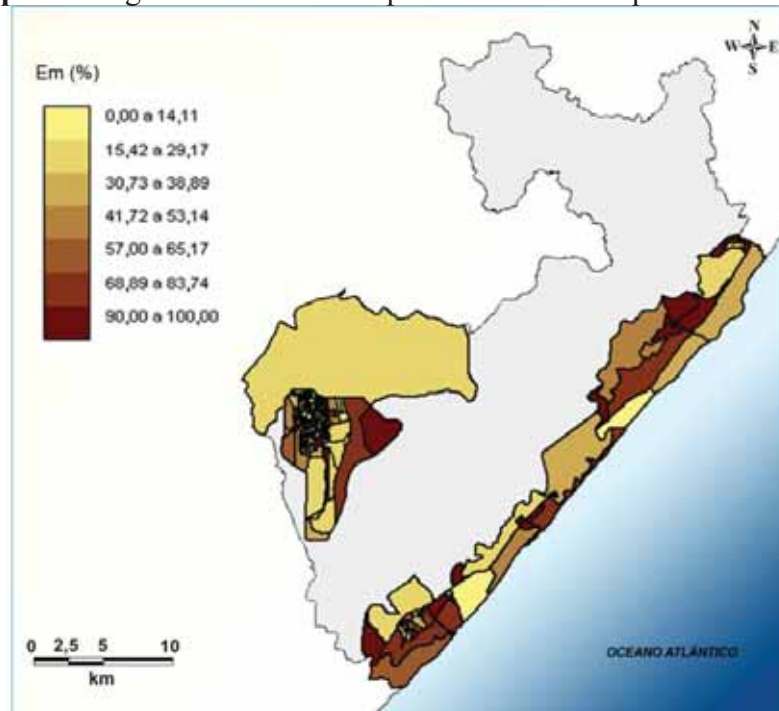 N
W E
S
Em (%)
0,00 a 14,11
15,42 a 29,17
30,73 a 38,89
41,72 a 53,14
57,00 a 65,17
68,89 a 83,74
90,00 a 100,00
0 2,5 5 10
km
OCEANO ATLÂNTICO